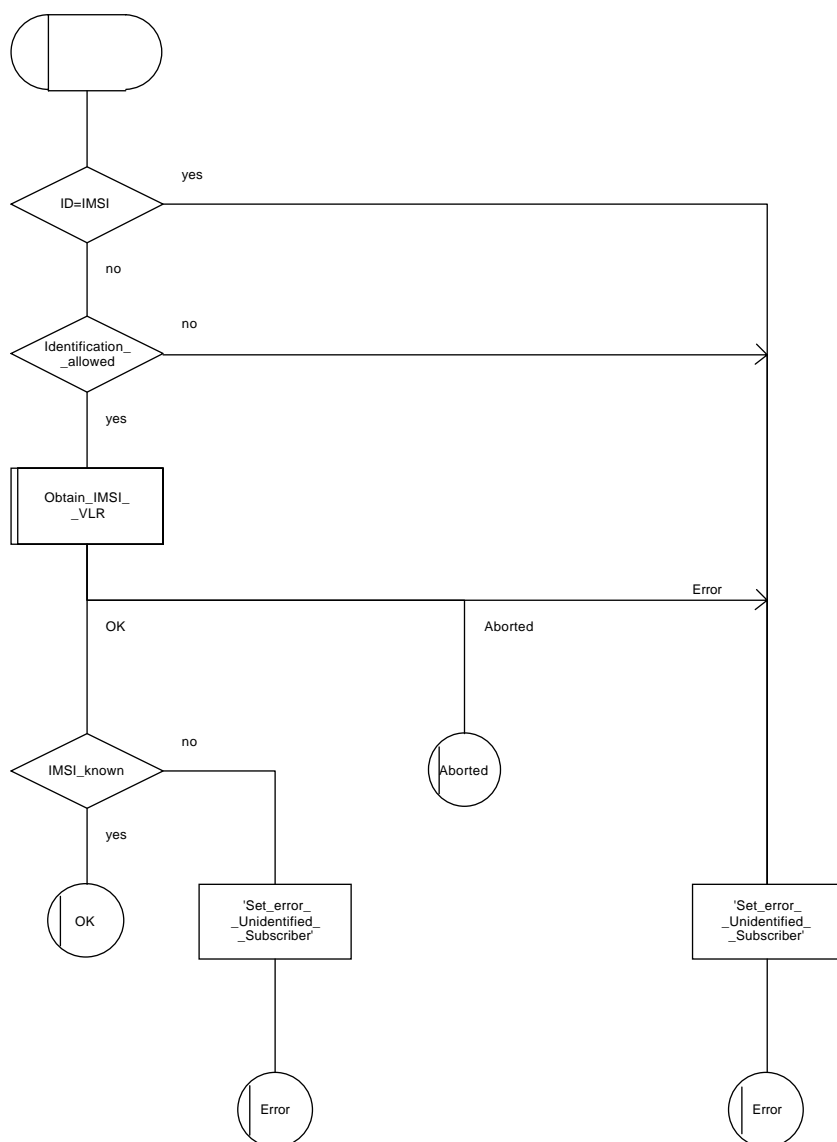 yes
ID=IMSI
no
no
Identification_
_allowed
yes
Obtain_IMSI_
_VLR
Error
OK
Aborted
no
IMSI_known
Aborted
yes
OK
'Set_error_
_Unidentified_
_Subscriber'
'Set_error_
_Unidentified_
_Subscriber'
Error
Error